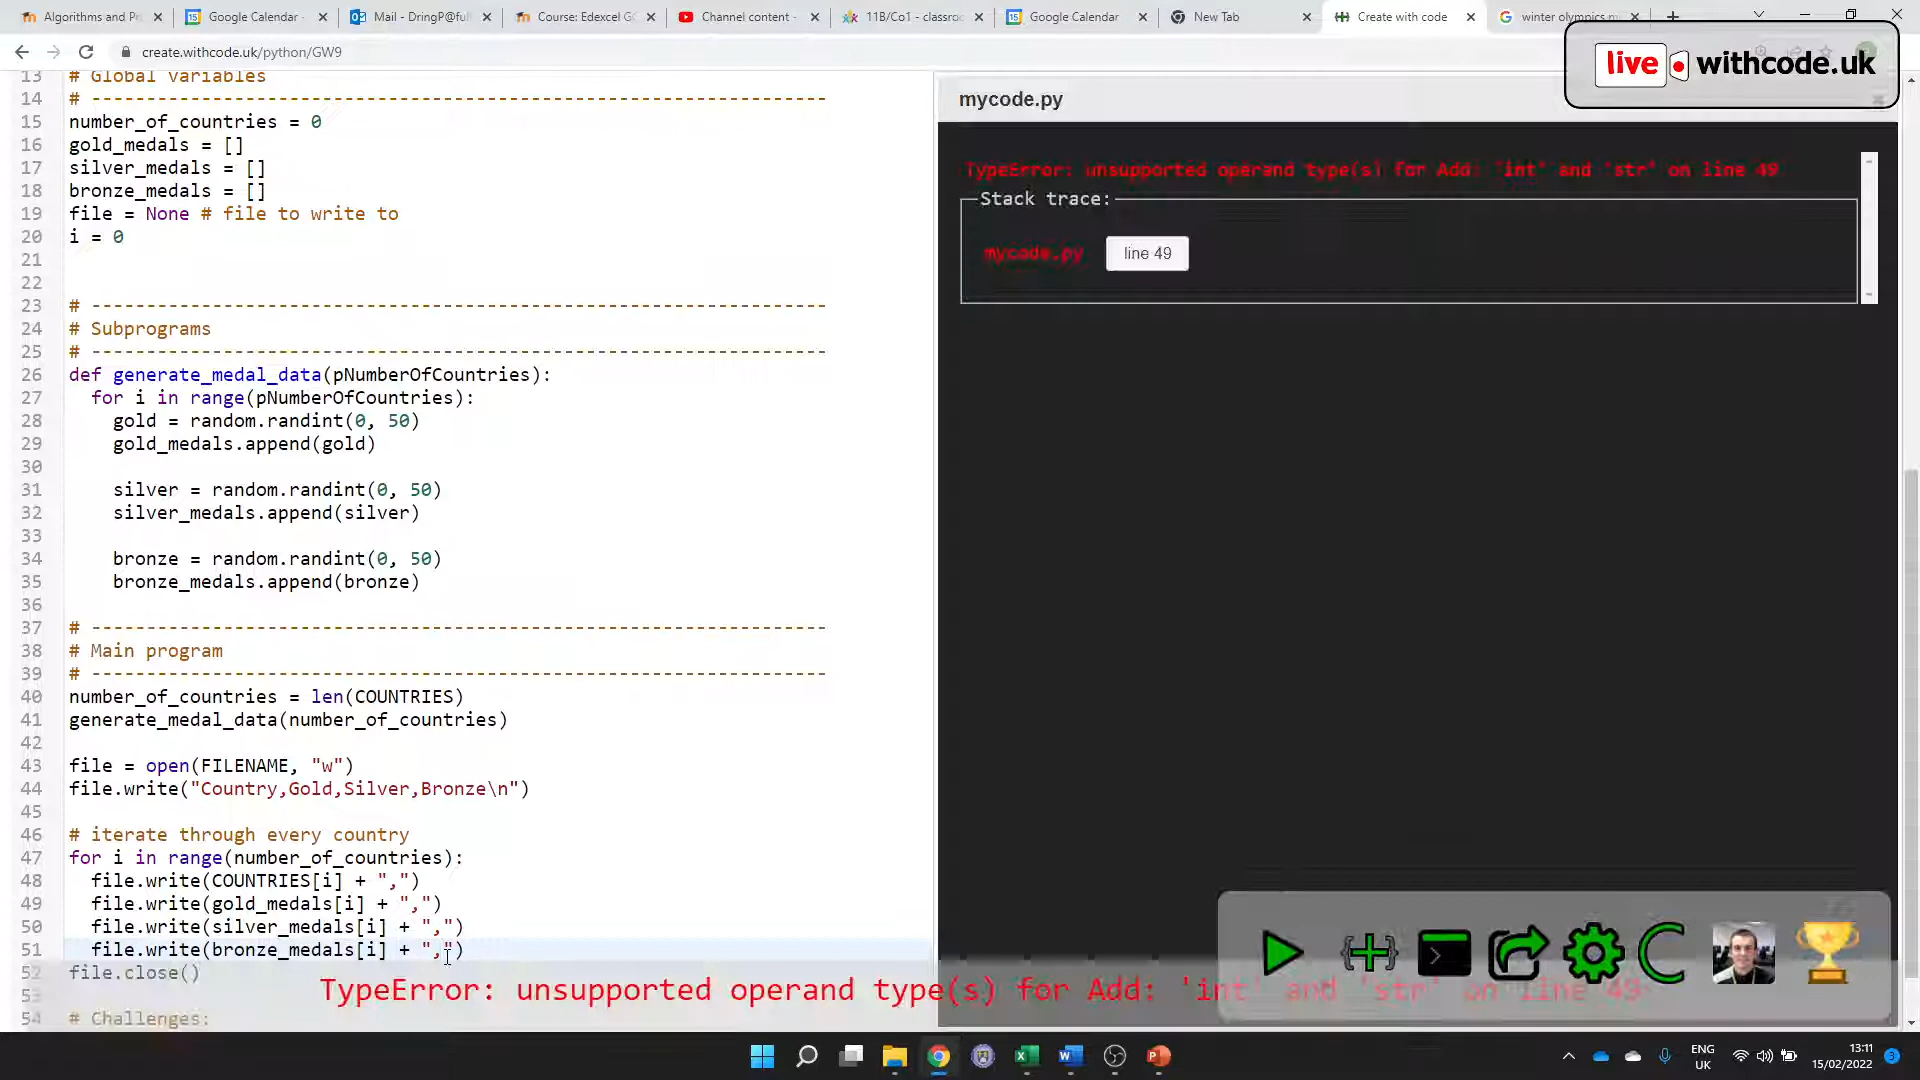 Algorithms and Pr
Google Calendar -
Mail - DringP@ful
Course: Edexcel GC
Channel content -
11B/Co1 - classroo
Google Calendar
New Tab
Create with code
winter olympics m
create.withcode.uk/python/GW9
live withcode.uk
13 # Global variables
14 # -------------------------------------------------------------------
15 number_of_countries = 0
16 gold_medals = []
17 silver_medals = []
18 bronze_medals = []
19 file = None # file to write to
20 i = 0
21
22
23 # -------------------------------------------------------------------
24 # Subprograms
25 # -------------------------------------------------------------------
26 def generate_medal_data(pNumberOfCountries):
27 for i in range(pNumberOfCountries):
28 gold = random.randint(0, 50)
29 gold_medals.append(gold)
30
31 silver = random.randint(0, 50)
32 silver_medals.append(silver)
33
34 bronze = random.randint(0, 50)
35 bronze_medals.append(bronze)
36
37 # -------------------------------------------------------------------
38 # Main program
39 # -------------------------------------------------------------------
40 number_of_countries = len(COUNTRIES)
41 generate_medal_data(number_of_countries)
42
43 file = open(FILENAME, "w")
44 file.write("Country,Gold,Silver,Bronze\n")
45
46 # iterate through every country
47 for i in range(number_of_countries):
48 file.write(COUNTRIES[i] + ",")
49 file.write(gold_medals[i] + ",")
50 file.write(silver_medals[i] + ",")
51 file.write(bronze_medals[i] + ",")
52 file.close()
53
54 # Challenges:
mycode.py
TypeError: unsupported operand type(s) for Add: 'int' and 'str' on line 49
Stack trace:
mycode.py line 49
TypeError: unsupported operand type(s) for Add: 'int' and 'str' on line 49
ENG
UK
13:11
15/02/2022
3